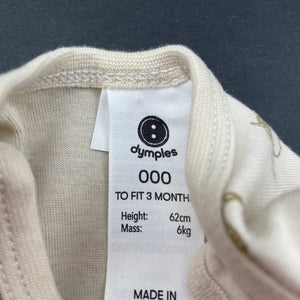 dymples
000
TO FIT 3 MONTH
Height: 62cm
Mass: 6kg
MADE IN